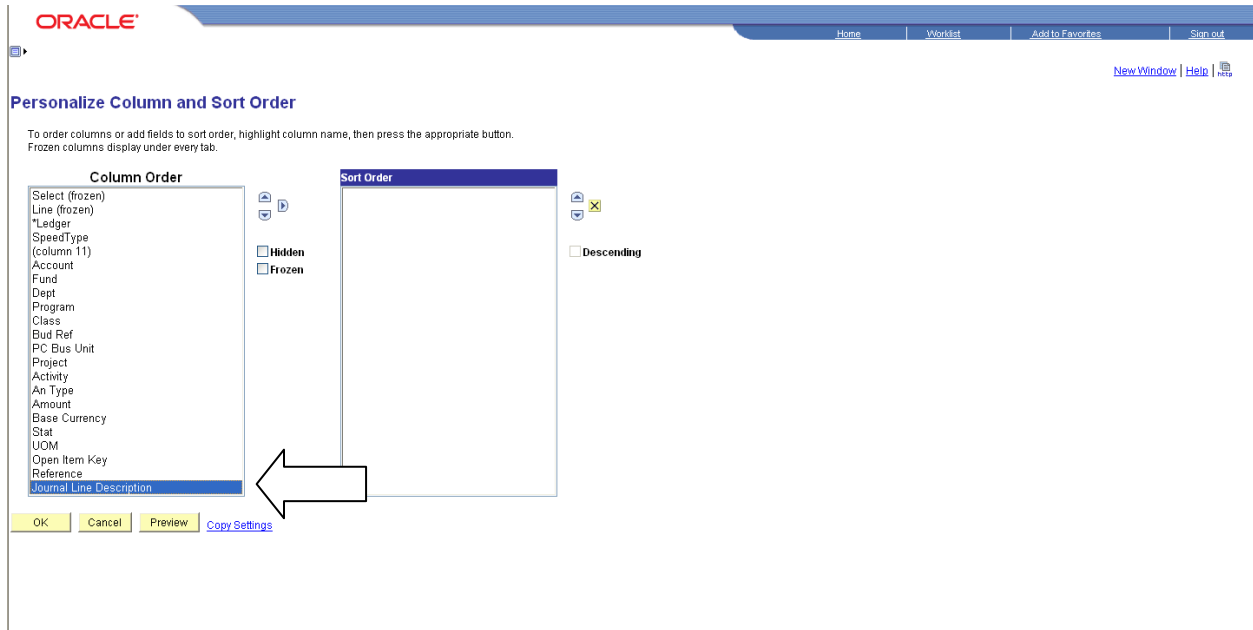 ORACLE'
Home Worklist Add to Favorites Sign out
New Window | Help | http
Personalize Column and Sort Order
To order columns or add fields to sort order, highlight column name, then press the appropriate button.
Frozen columns display under every tab.
Column Order
Select (frozen)
Line (frozen)
*Ledger
SpeedType
(column 11)
Account
Fund
Dept
Program
Class
Bud Ref
PC Bus Unit
Project
Activity
An Type
Amount
Base Currency
Stat
UOM
Open Item Key
Reference
Journal Line Description
Hidden
Frozen
Sort Order
Descending
OK Cancel Preview Copy Settings